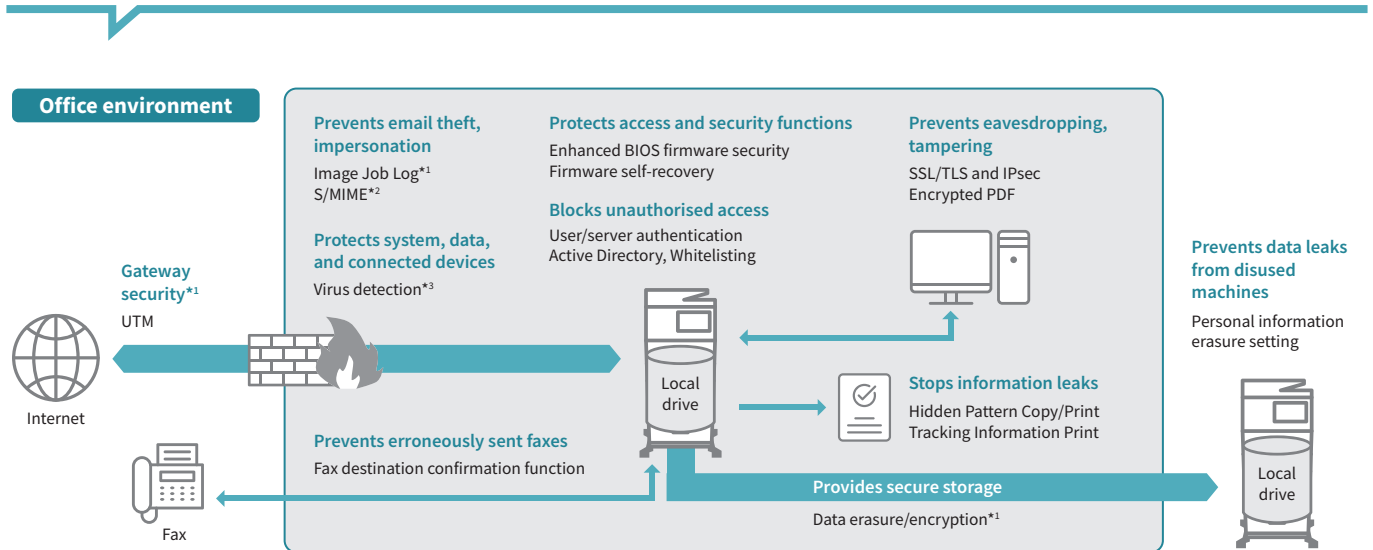 Office environment
Prevents email theft,
impersonation
Image Job Log*1
S/MIME*2
Protects system, data,
and connected devices
Virus detection*3
Protects access and security functions
Enhanced BIOS firmware security
Firmware self-recovery
Blocks unauthorised access
User/server authentication
Active Directory, Whitelisting
Prevents eavesdropping,
tampering
SSL/TLS and IPsec
Encrypted PDF
Gateway
security*1
UTM
Internet
Local
drive
Stops information leaks
Hidden Pattern Copy/Print
Tracking Information Print
Prevents data leaks
from disused
machines
Personal information
erasure setting
Prevents erroneously sent faxes
Fax destination confirmation function
Fax
Provides secure storage
Data erasure/encryption*1
Local
drive